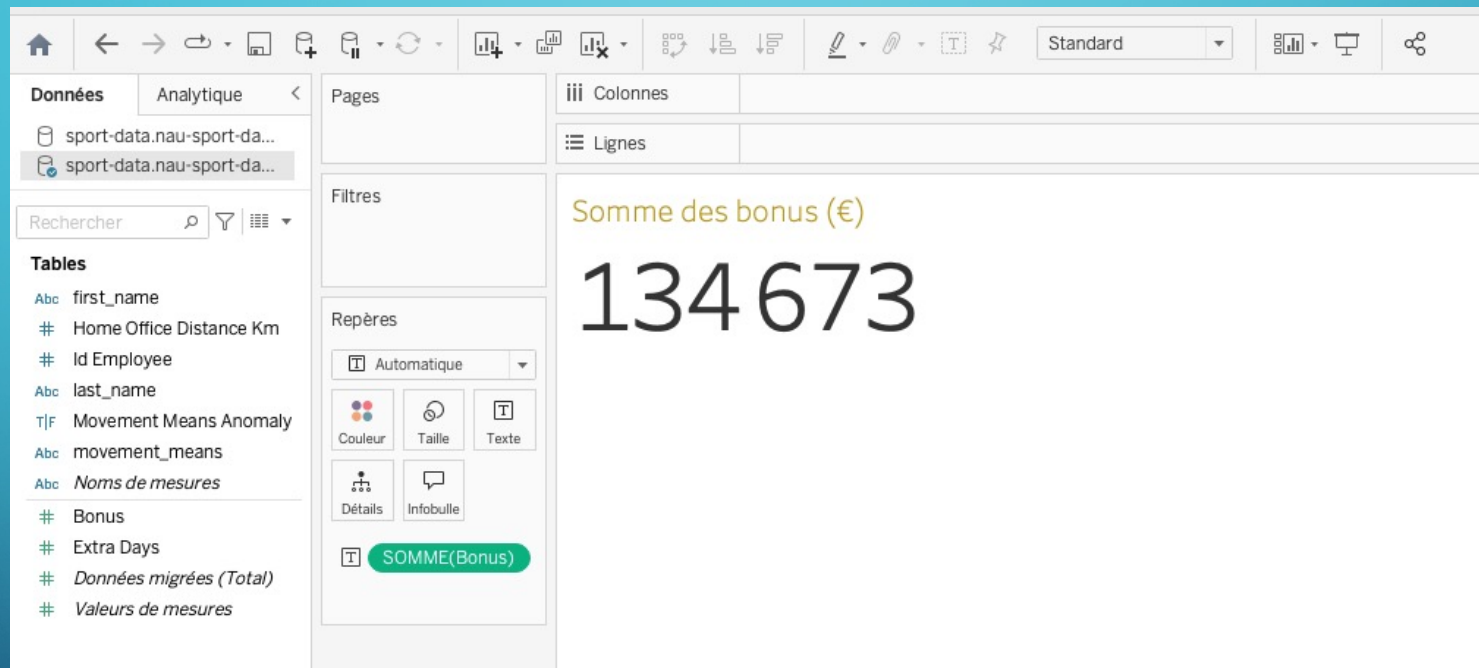 Standard
Données
Analytique
sport-data.nau-sport-da...
sport-data.nau-sport-da...
Rechercher
Tables
Abc first_name
# Home Office Distance Km
# Id Employee
Abc last_name
T|F Movement Means Anomaly
Abc movement_means
Abc Noms de mesures
# Bonus
# Extra Days
# Données migrées (Total)
# Valeurs de mesures
Pages
Filtres
Repères
T Automatique
Couleur
Taille
T Texte
Détails
Infobulle
T SOMME(Bonus)
Colonnes
Lignes
Somme des bonus (€)
134 673